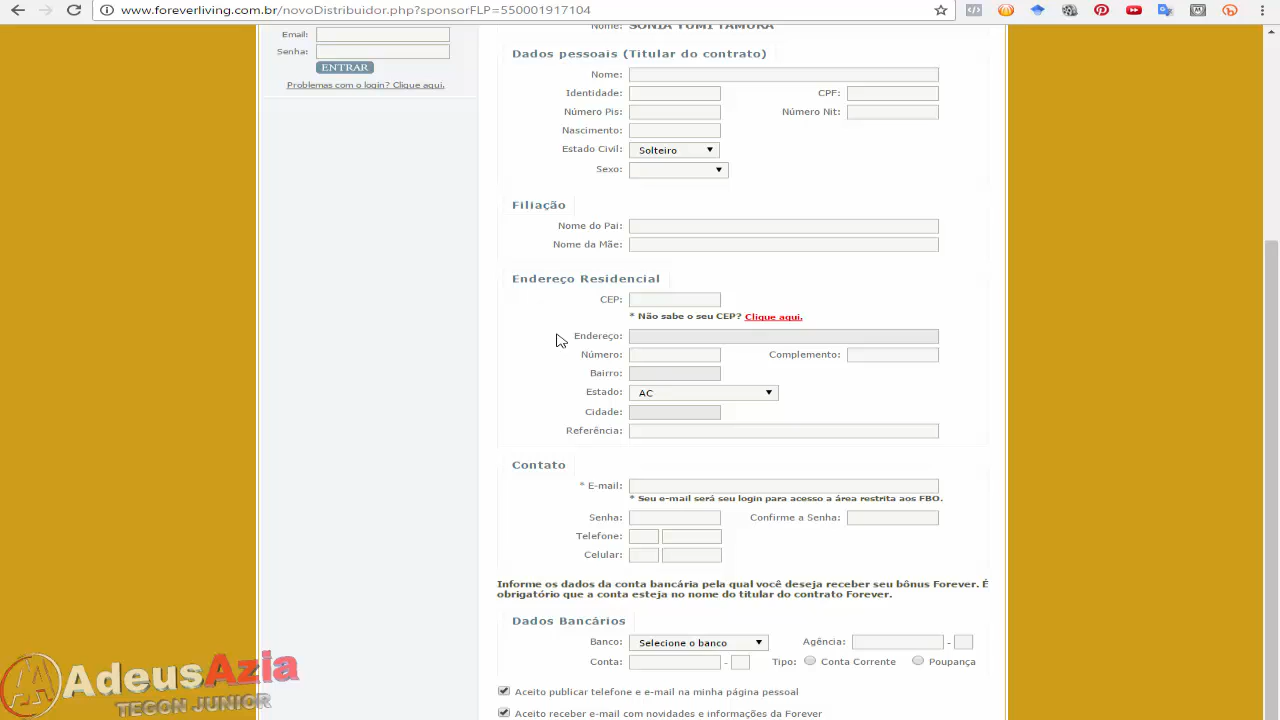 www.foreverliving.com.br/novoDistribuidor.php?sponsorFLP=550001917104
Email:
Senha:
ENTRAR
Problemas com o login? Clique aqui.
Nome: SONIA YUMI TAMURA
Dados pessoais (Titular do contrato)
Nome:
Identidade: CPF:
Número Pis: Número Nit:
Nascimento:
Estado Civil: Solteiro
Sexo:
Filiação
Nome do Pai:
Nome da Mãe:
Endereço Residencial
CEP:
* Não sabe o seu CEP? Clique aqui.
Endereço:
Número: Complemento:
Bairro:
Estado: AC
Cidade:
Referência:
Contato
* E-mail:
* Seu e-mail será seu login para acesso a área restrita aos FBO.
Senha: Confirme a Senha:
Telefone:
Celular:
Informe os dados da conta bancária pela qual você deseja receber seu bônus Forever. É
obrigatório que a conta esteja no nome do titular do contrato Forever.
Dados Bancários
Banco: Selecione o banco Agência: -
Conta: - Tipo: Conta Corrente Poupança
Aceito publicar telefone e e-mail na minha página pessoal
Aceito receber e-mail com novidades e informações da Forever
AdeusAzia
TECON JUNIOR